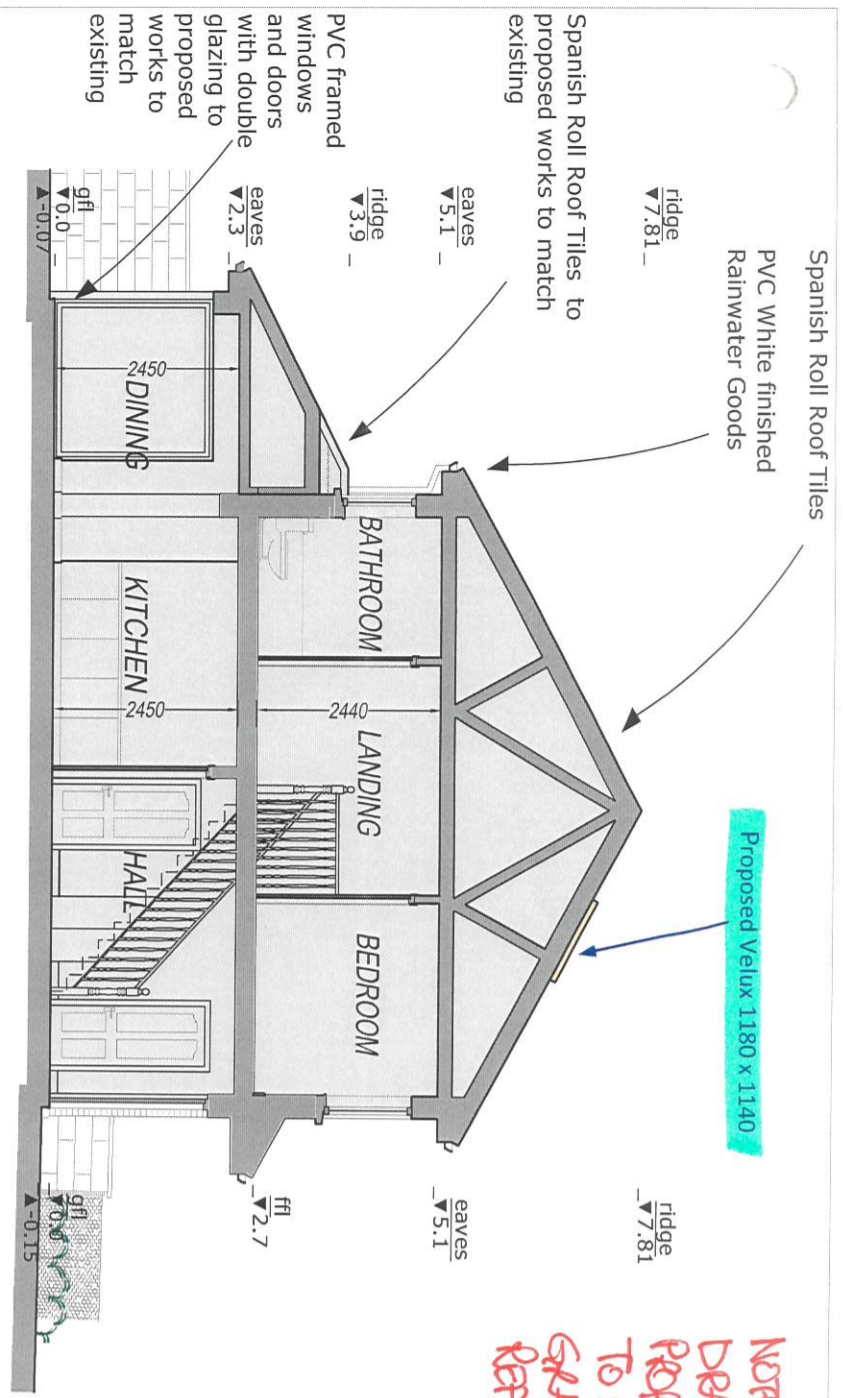 Spanish Roll Roof Tiles
PVC White finished
Rainwater Goods
Spanish Roll Roof Tiles to
proposed works to match
existing
PVC framed
windows
and doors
with double
glazing to
proposed
works to
match
existing
Proposed Velux 1180 x 1140
ridge
▼7.81
eaves
▼5.1
ridge
▼3.9
eaves
▼2.3
gfl
▼0.0
▲-0.07
BATHROOM
LANDING
2440
BEDROOM
DINING
2450
KITCHEN
2450
HALL
ridge
▼7.81
eaves
▼5.1
ffl
▼2.7
gfl
▼0.0
▲-0.15
TO